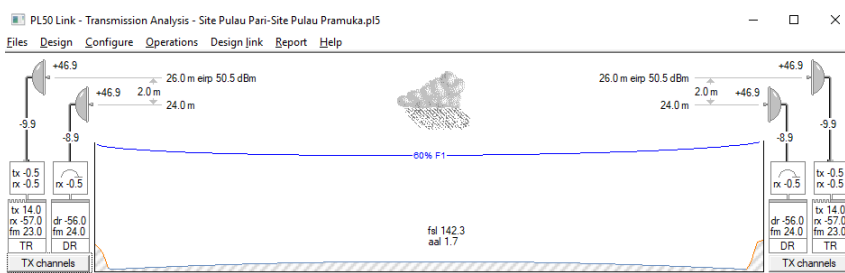 PL50 Link - Transmission Analysis - Site Pulau Pari-Site Pulau Pramuka.pl5
Files Design Configure Operations Design link Report Help
+46.9
26.0 m eirp 50.5 dBm
2.0 m
+46.9
24.0 m
-9.9
-8.9
26.0 m eirp 50.5 dBm
+46.9
2.0 m
+46.9
24.0 m
-8.9
-9.9
60% F1
tx -0.5
rx -0.5
rx -0.5
rx -0.5
tx -0.5
rx -0.5
tx 14.0
rx -57.0
fm 23.0
TR
dr -56.0
fm 24.0
DR
TX channels
fsl 142.3
aal 1.7
dr -56.0
fm 24.0
DR
tx 14.0
rx -57.0
fm 23.0
TR
TX channels